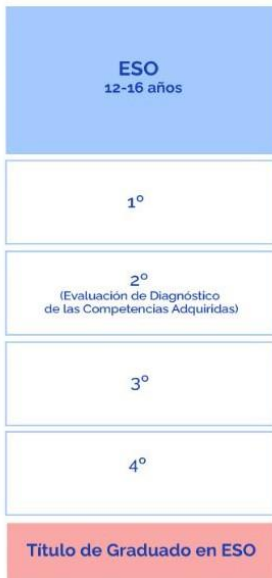 ESO
12-16 años
1º
2º
(Evaluación de Diagnóstico
de las Competencias Adquiridas)
3º
4º
Título de Graduado en ESO